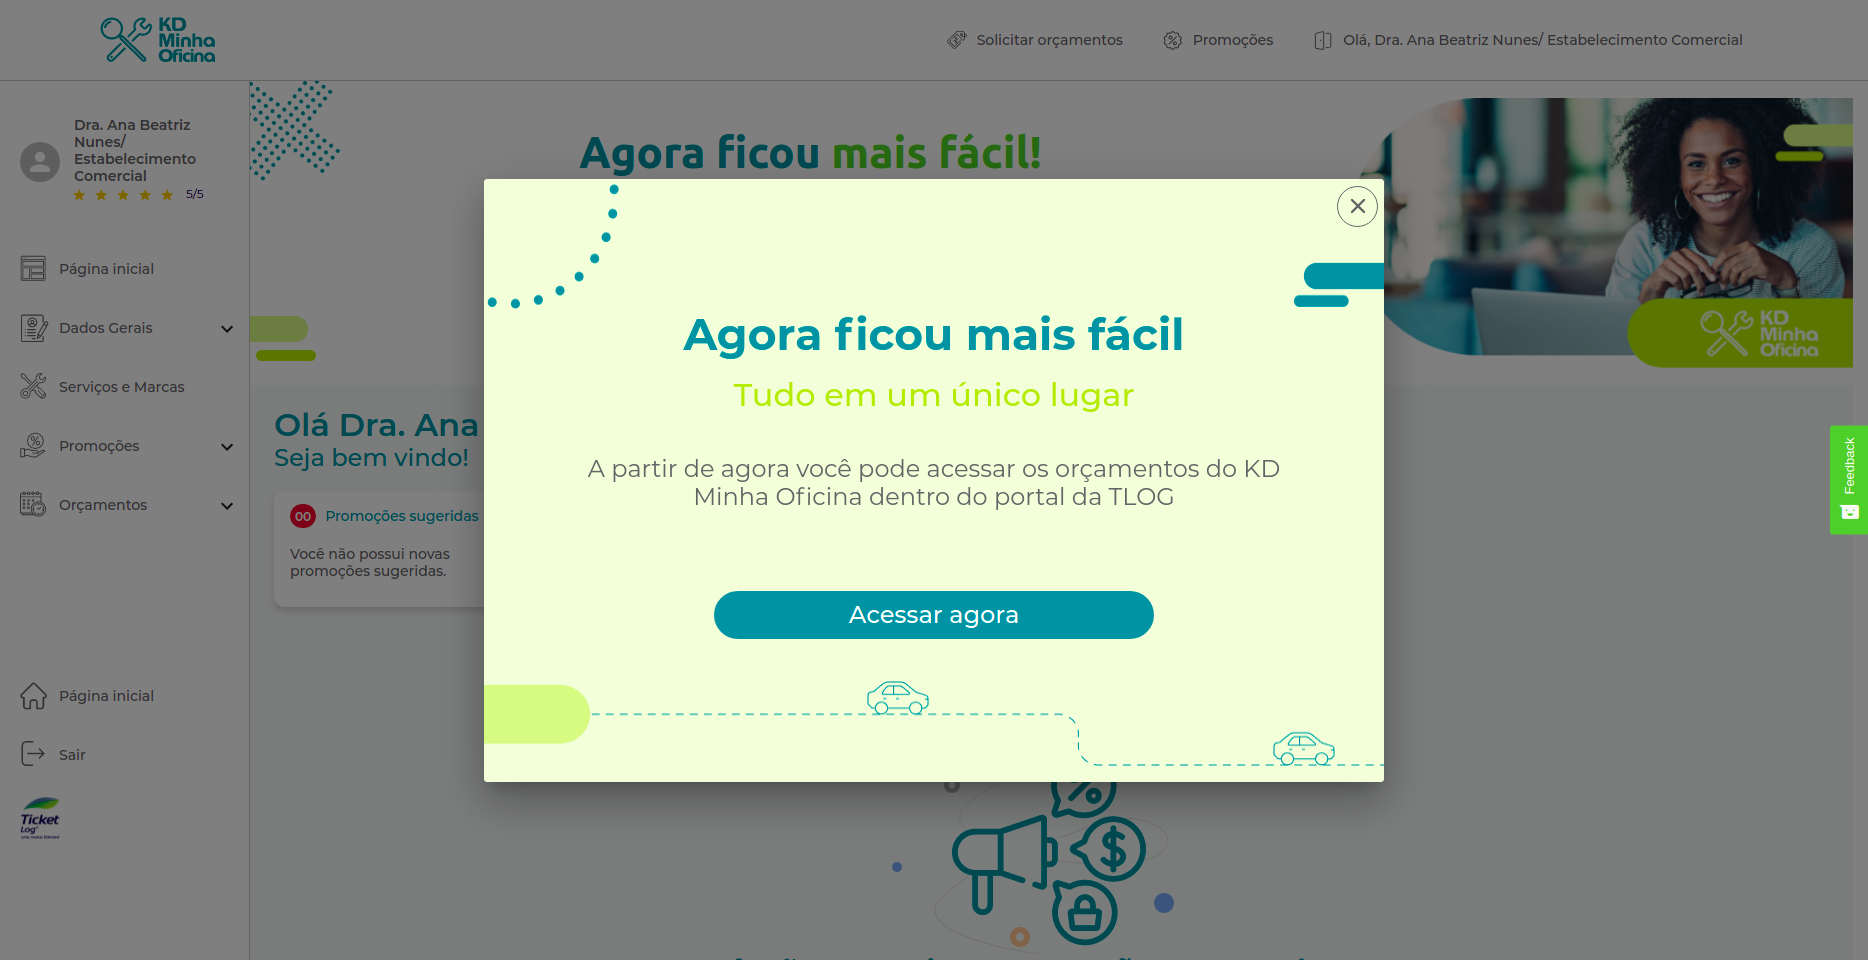 KD
Minha
Oficina
Solicitar orçamentos
Promoções
Olá, Dra. Ana Beatriz Nunes/ Estabelecimento Comercial
Dra. Ana Beatriz
Nunes/
Estabelecimento
Comercial
5/5
Página inicial
Dados Gerais
Serviços e Marcas
Promoções
Orçamentos
Página inicial
Sair
Ticket
Log
Agora ficou mais fácil!
KD
Minha
Oficina
Olá Dra. Ana
Seja bem vindo!
00 Promoções sugeridas
Você não possui novas
promoções sugeridas.
Agora ficou mais fácil
Tudo em um único lugar
A partir de agora você pode acessar os orçamentos do KD
Minha Oficina dentro do portal da TLOG
Acessar agora
Feedback